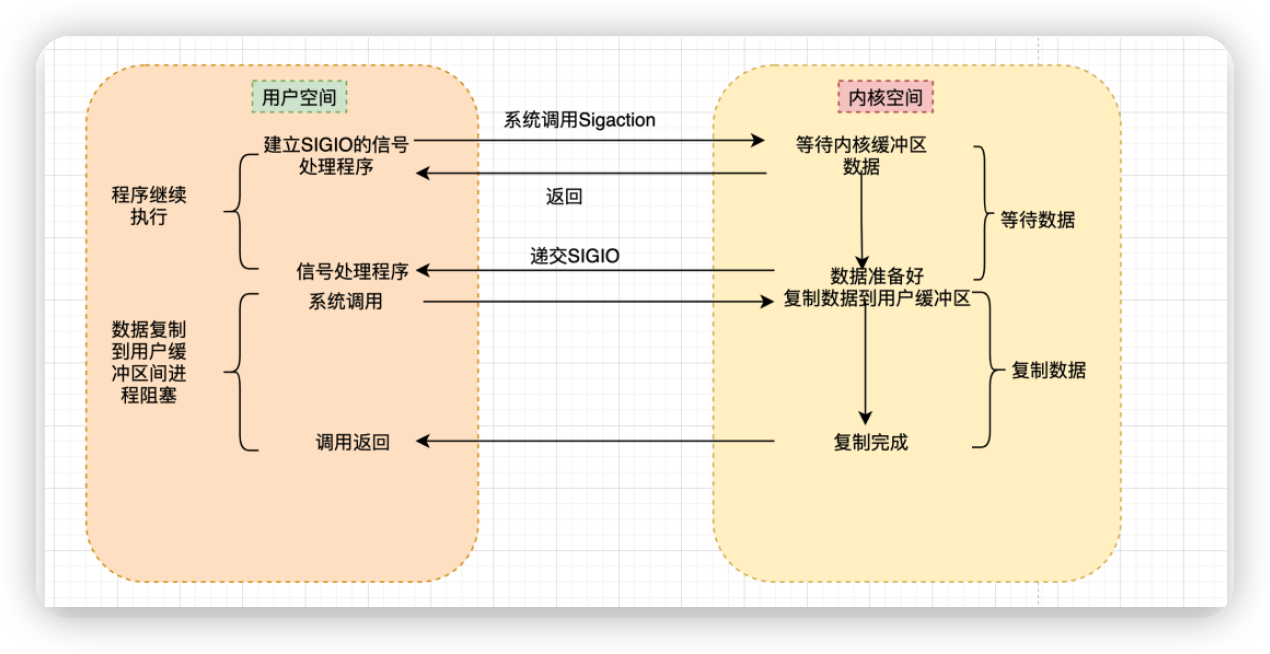 用户空间
内核空间
系统调用Sigaction
建立SIGIO的信号
处理程序
等待内核缓冲区
数据
程序继续
执行
返回
等待数据
递交SIGIO
信号处理程序
数据准备好
系统调用
复制数据到用户缓冲区
数据复制
到用户缓
冲区间进
程阻塞
复制数据
调用返回
复制完成